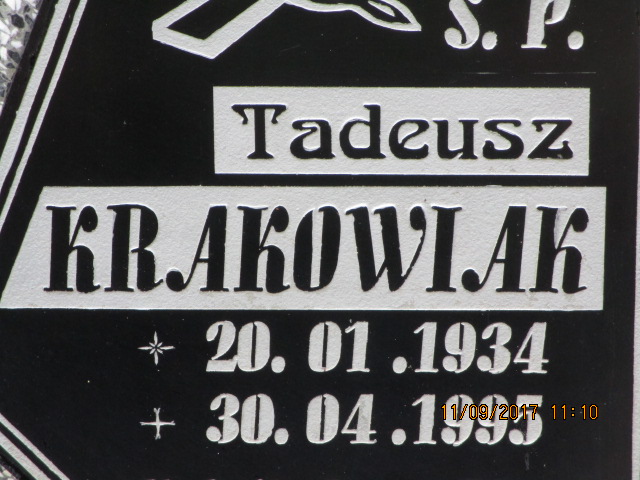 S. P.
Tadeusz
KRAKOWIAK
20. 01 .1934
30. 04 .1995
11/09/2017 11:10